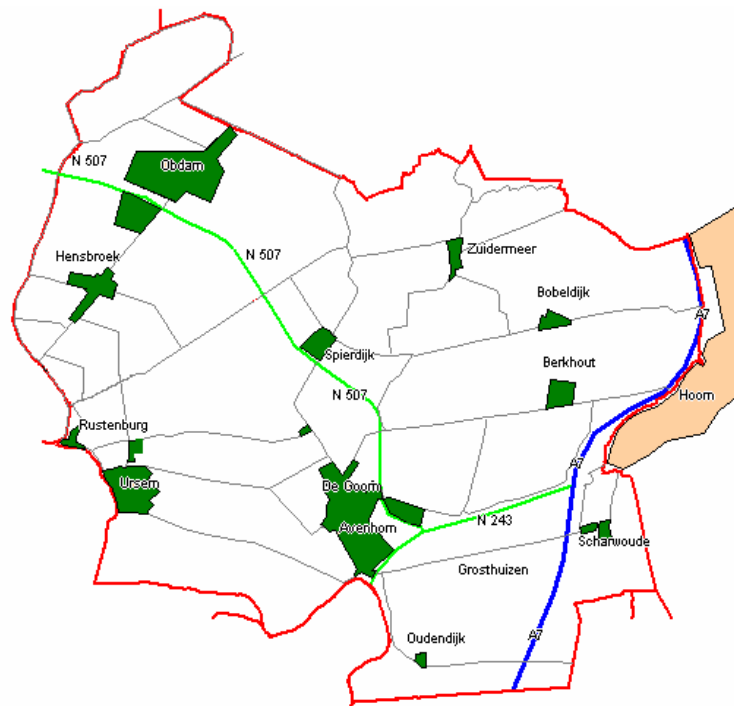 N 507
Obdam
Hensbroek
N 507
Zuidermeer
Bobeldijk
A7
Spierdijk
Berkhout
N 507
Hoorn
Rustenburg
A7
Ursem
De Goorn
Avenhorn
N 243
Scharwoude
Grosthuizen
Oudendijk
A7